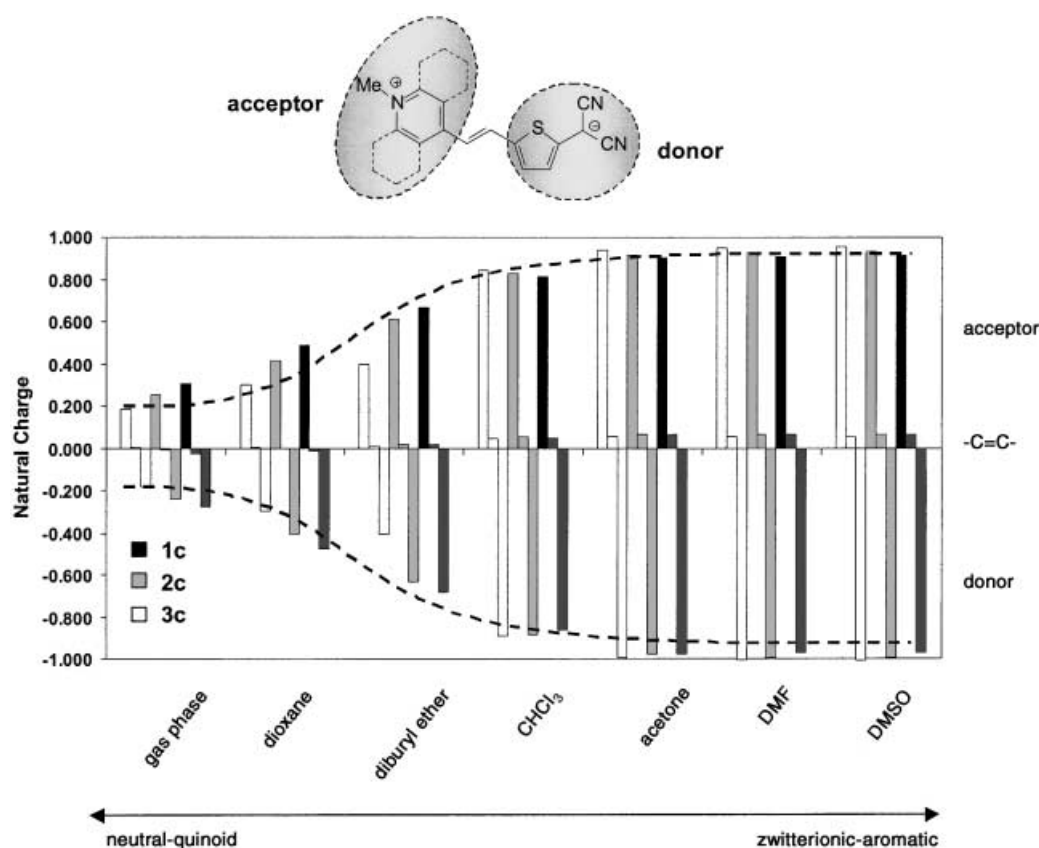 Me
⊕
N
acceptor
S
CN
⊖
CN
donor
1.000
0.800
0.600
0.400
0.200
0.000
-0.200
-0.400
-0.600
-0.800
-1.000
Natural Charge
acceptor
-C=C-
donor
1c
2c
3c
gas phase
dioxane
diburyl ether
CHCl₃
acetone
DMF
DMSO
neutral-quinoid
zwitterionic-aromatic